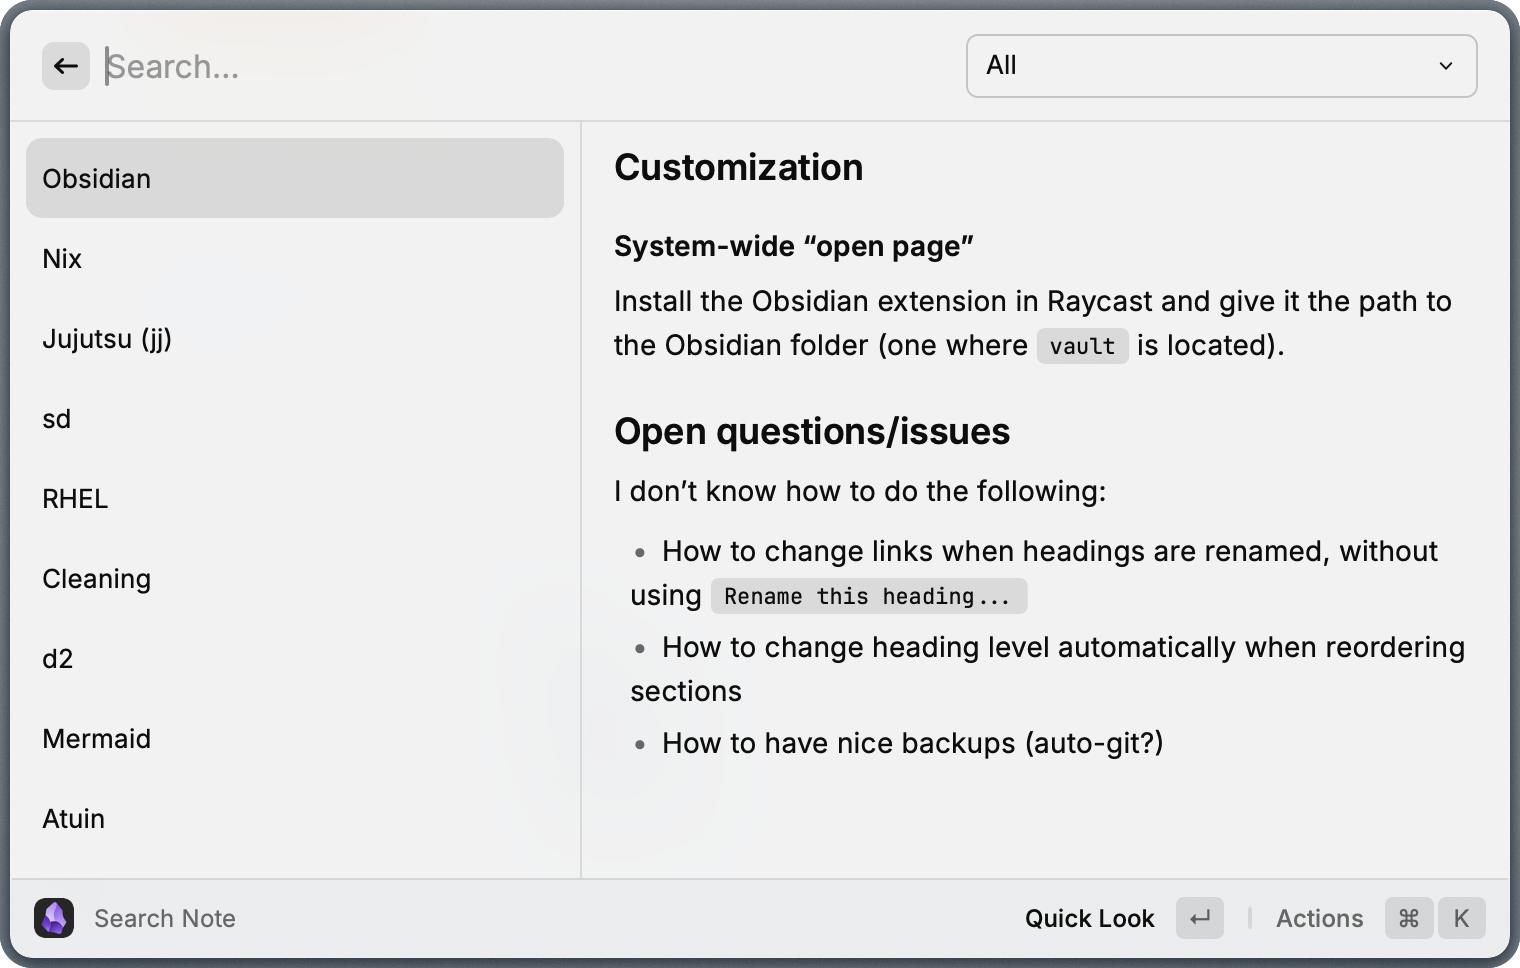 Search...
All
Obsidian
Nix
Jujutsu (jj)
sd
RHEL
Cleaning
d2
Mermaid
Atuin
Customization
System-wide “open page”
Install the Obsidian extension in Raycast and give it the path to
the Obsidian folder (one where vault is located).
Open questions/issues
I don’t know how to do the following:
• How to change links when headings are renamed, without
using Rename this heading...
• How to change heading level automatically when reordering
sections
• How to have nice backups (auto-git?)
Search Note
Quick Look ↵ Actions ⌘ K